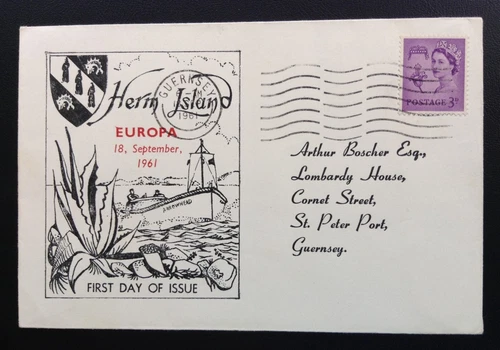 Herm Island
GUERNSEY
1961
EUROPA
18, September,
1961
ARROWHEAD
FIRST DAY OF ISSUE
POSTAGE 3D
Arthur Boscher Esq.,
Lombardy House,
Cornet Street,
St. Peter Port,
Guernsey.